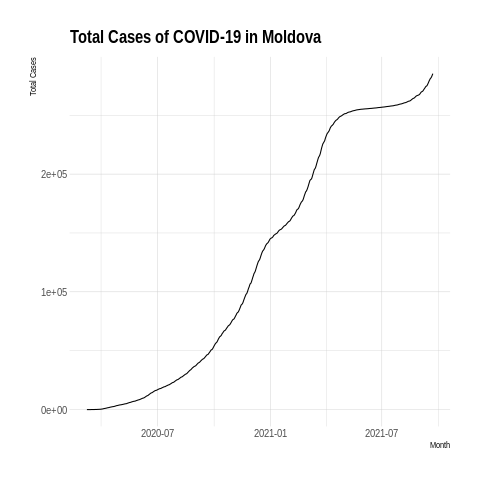 Total Cases of COVID-19 in Moldova
Total Cases
2e+05
1e+05
0e+00
2020-07 2021-01 2021-07
Month